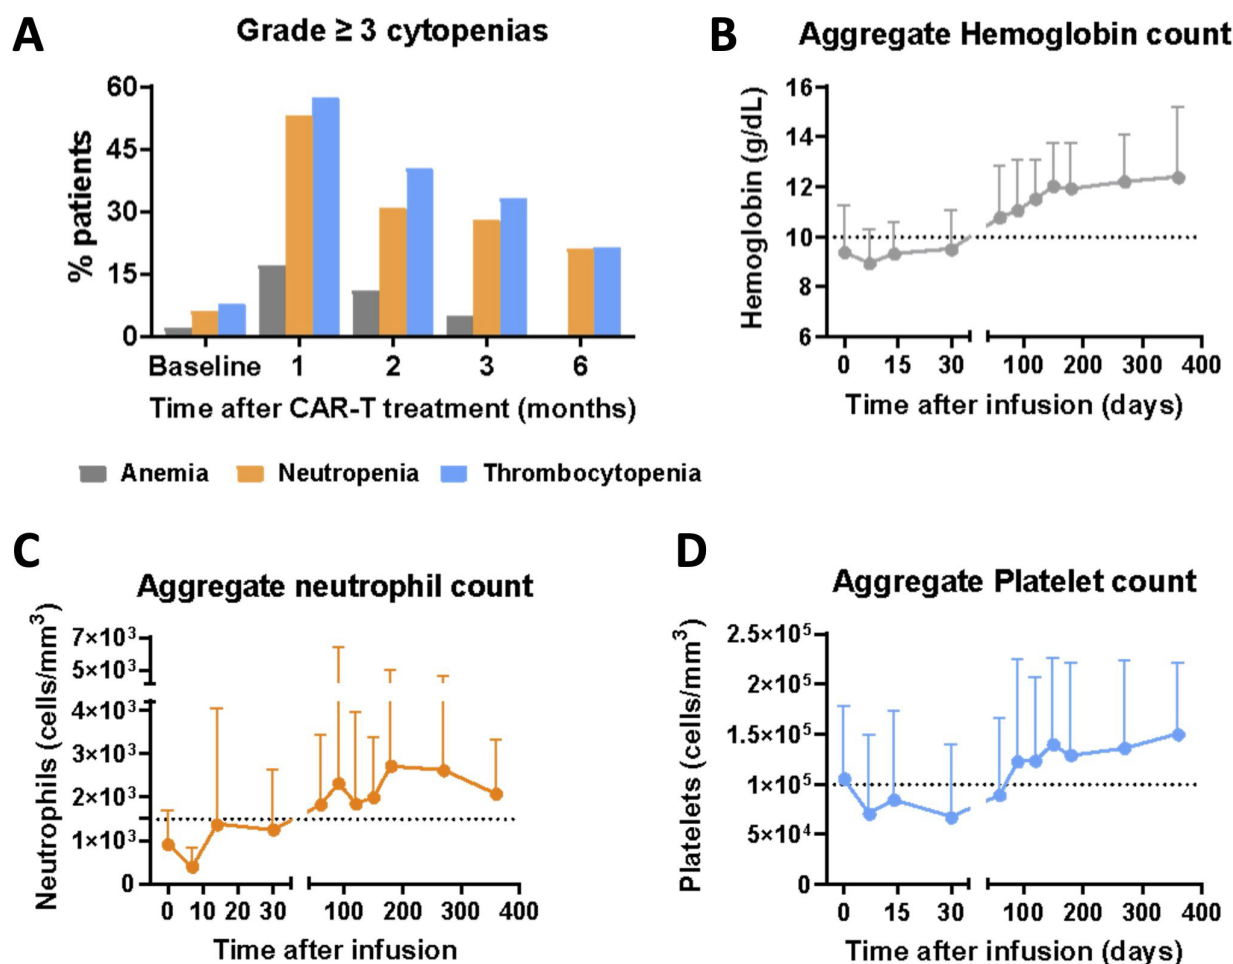 A
Grade ≥ 3 cytopenias
% patients
60
45
30
15
0
Baseline 1 2 3 6
Time after CAR-T treatment (months)
Anemia Neutropenia Thrombocytopenia
B
Aggregate Hemoglobin count
Hemoglobin (g/dL)
16
14
12
10
8
6
0 15 30 100 200 300 400
Time after infusion (days)
C
Aggregate neutrophil count
Neutrophils (cells/mm³)
7×10³
5×10³
4×10³
3×10³
2×10³
1×10³
0
0 10 20 30 100 200 300 400
Time after infusion
D
Aggregate Platelet count
Platelets (cells/mm³)
2.5×10⁵
2×10⁵
1.5×10⁵
1×10⁵
5×10⁴
0
0 15 30 100 200 300 400
Time after infusion (days)